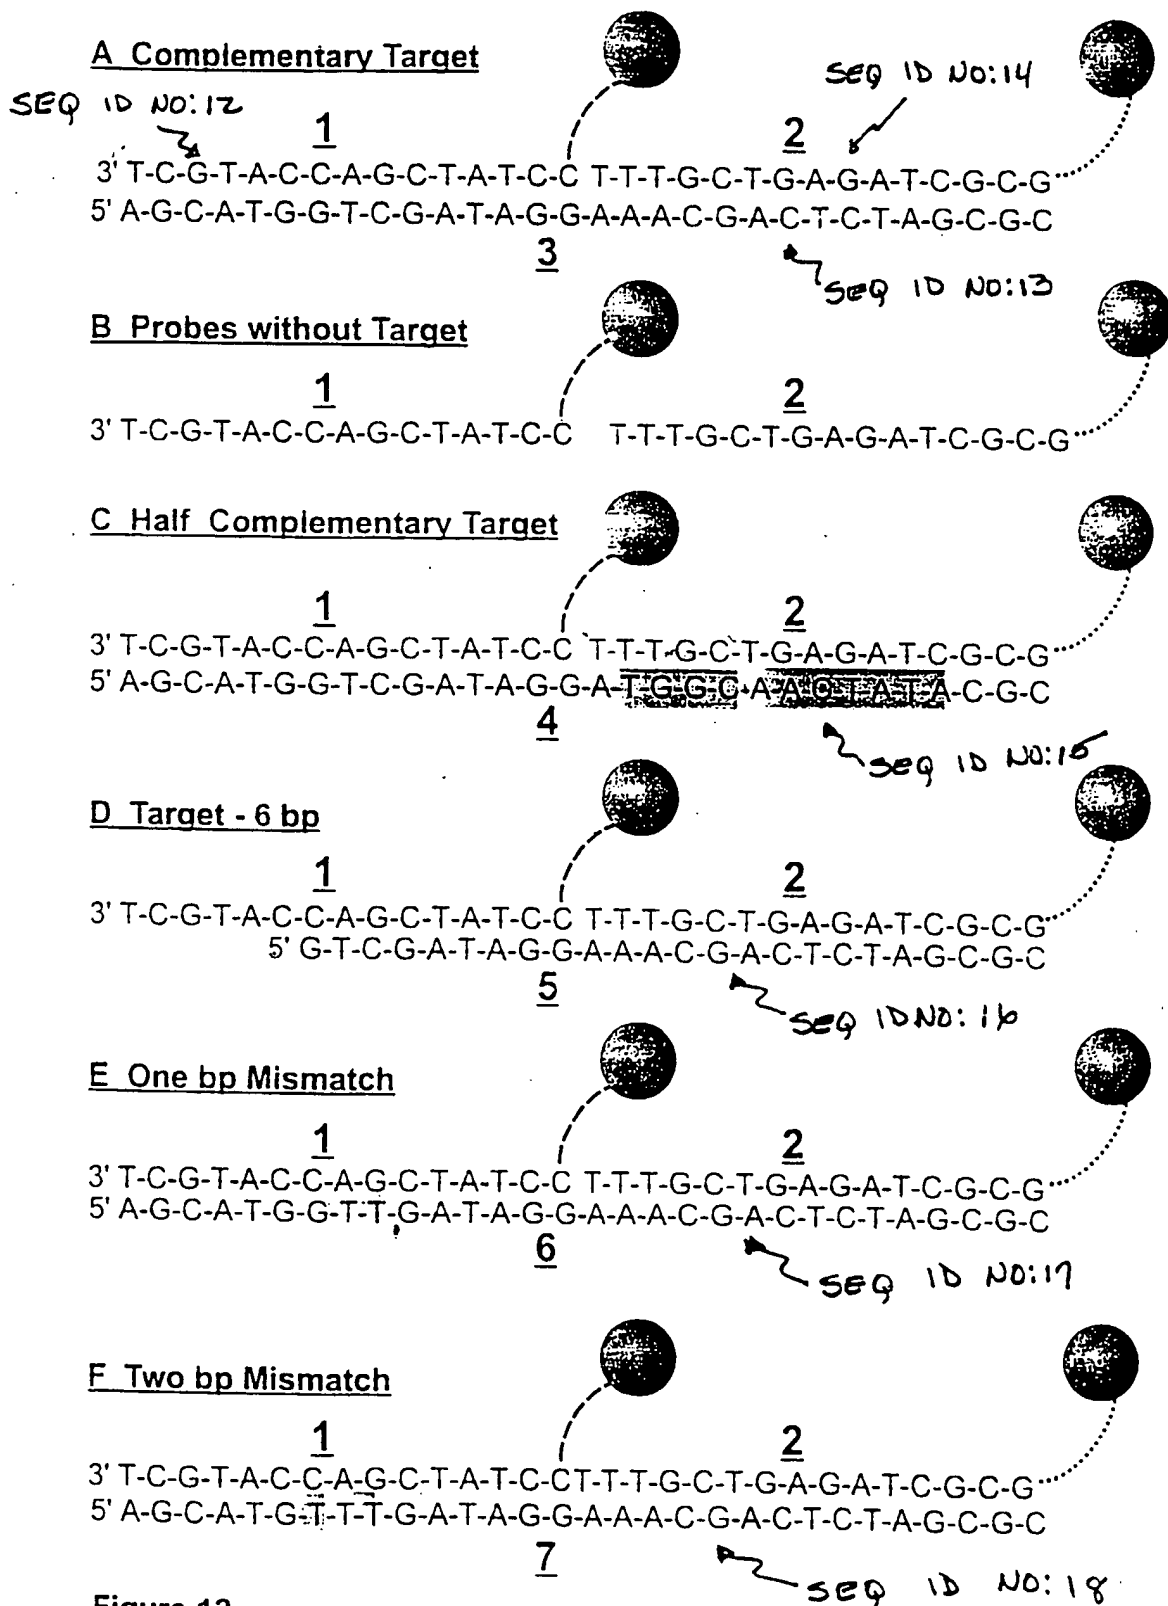 A Complementary Target
SEQ ID NO:12
SEQ ID NO:14
1
2
3' T-C-G-T-A-C-C-A-G-C-T-A-T-C-C T-T-T-G-C-T-G-A-G-A-T-C-G-C-G
5' A-G-C-A-T-G-G-T-C-G-A-T-A-G-G-A-A-A-C-G-A-C-T-C-T-A-G-C-G-C
3
SEQ ID NO:13
B Probes without Target
1
2
3' T-C-G-T-A-C-C-A-G-C-T-A-T-C-C T-T-T-G-C-T-G-A-G-A-T-C-G-C-G
C Half Complementary Target
1
2
3' T-C-G-T-A-C-C-A-G-C-T-A-T-C-C T-T-T-G-C-T-G-A-G-A-T-C-G-C-G
5' A-G-C-A-T-G-G-T-C-G-A-T-A-G-G-A-T-G-G-C-A-A-C-T-A-T-A-C-G-C
4
SEQ ID NO:15
D Target - 6 bp
1
2
3' T-C-G-T-A-C-C-A-G-C-T-A-T-C-C T-T-T-G-C-T-G-A-G-A-T-C-G-C-G
5' G-T-C-G-A-T-A-G-G-A-A-A-C-G-A-C-T-C-T-A-G-C-G-C
5
SEQ ID NO:16
E One bp Mismatch
1
2
3' T-C-G-T-A-C-C-A-G-C-T-A-T-C-C T-T-T-G-C-T-G-A-G-A-T-C-G-C-G
5' A-G-C-A-T-G-G-T-T-G-A-T-A-G-G-A-A-A-C-G-A-C-T-C-T-A-G-C-G-C
6
SEQ ID NO:17
F Two bp Mismatch
1
2
3' T-C-G-T-A-C-C-A-G-C-T-A-T-C-C-T-T-T-G-C-T-G-A-G-A-T-C-G-C-G
5' A-G-C-A-T-G-T-T-T-G-A-T-A-G-G-A-A-A-C-G-A-C-T-C-T-A-G-C-G-C
7
SEQ ID NO:18